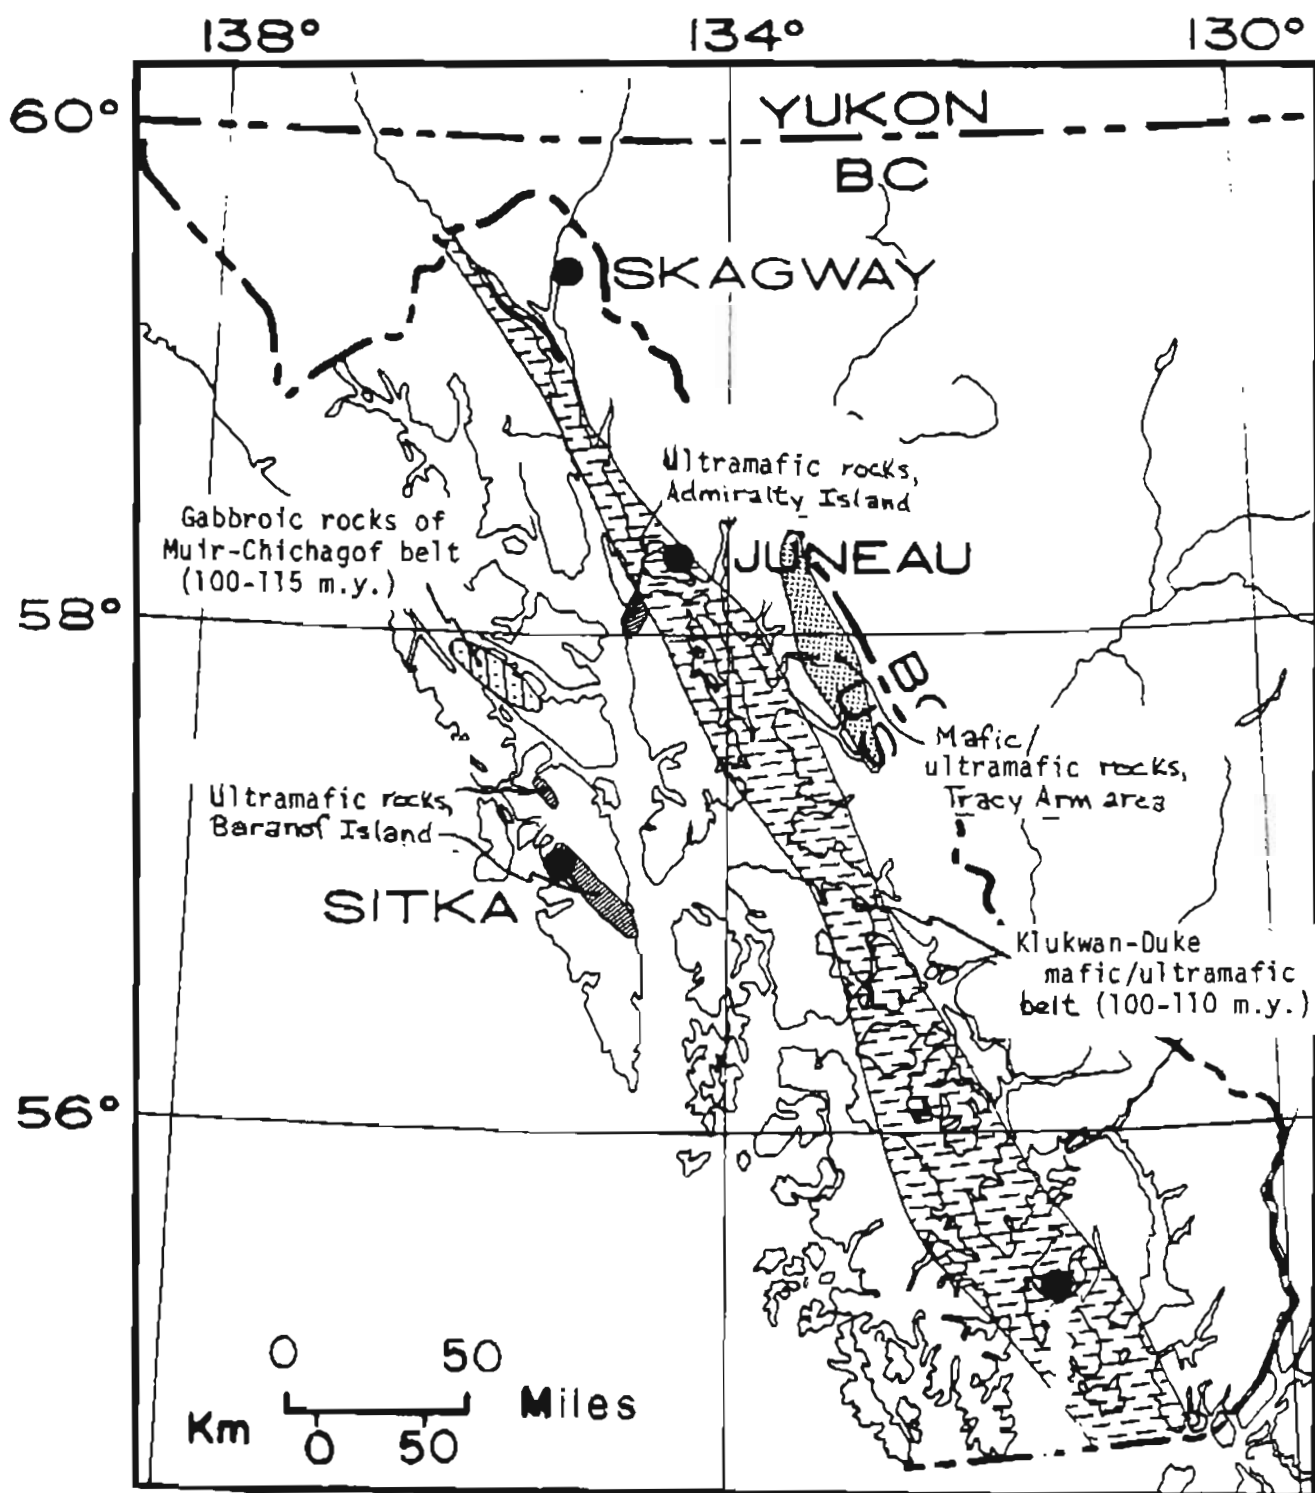 138° 134° 130°
60°
YUKON
BC
SKAGWAY
Ultramafic rocks,
Admiralty Island
Gabbroic rocks of
Muir-Chichagof belt
(100-115 m.y.)
JUNEAU
58°
BC
US
Mafic/
ultramafic rocks,
Tracy Arm area
Ultramafic rocks,
Baranof Island
SITKA
Klukwan-Duke
mafic/ultramafic
belt (100-110 m.y.)
56°
0 50
Miles
Km
0 50